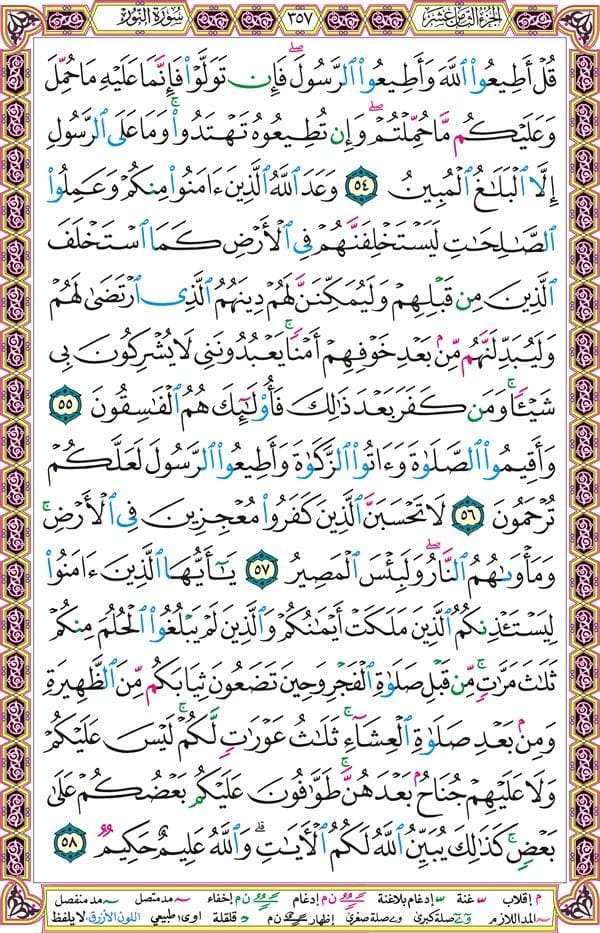 الجزء الثامن عشر ٣٥٧ سورة النور
قُلْ أَطِيعُوا۟ ٱللَّهَ وَأَطِيعُوا۟ ٱلرَّسُولَ ۖ فَإِن تَوَلَّوْا۟ فَإِنَّمَا عَلَيْهِ مَا حُمِّلَ
وَعَلَيْكُم مَّا حُمِّلْتُمْ ۖ وَإِن تُطِيعُوهُ تَهْتَدُوا۟ ۚ وَمَا عَلَى ٱلرَّسُولِ
إِلَّا ٱلْبَلَـٰغُ ٱلْمُبِينُ ٥٤ وَعَدَ ٱللَّهُ ٱلَّذِينَ ءَامَنُوا۟ مِنكُمْ وَعَمِلُوا۟
ٱلصَّـٰلِحَـٰتِ لَيَسْتَخْلِفَنَّهُمْ فِى ٱلْأَرْضِ كَمَا ٱسْتَخْلَفَ
ٱلَّذِينَ مِن قَبْلِهِمْ وَلَيُمَكِّنَنَّ لَهُمْ دِينَهُمُ ٱلَّذِى ٱرْتَضَىٰ لَهُمْ
وَلَيُبَدِّلَنَّهُم مِّنۢ بَعْدِ خَوْفِهِمْ أَمْنًا ۚ يَعْبُدُونَنِى لَا يُشْرِكُونَ بِى
شَيْـًٔا ۚ وَمَن كَفَرَ بَعْدَ ذَٰلِكَ فَأُو۟لَـٰٓئِكَ هُمُ ٱلْفَـٰسِقُونَ ٥٥
وَأَقِيمُوا۟ ٱلصَّلَوٰةَ وَءَاتُوا۟ ٱلزَّكَوٰةَ وَأَطِيعُوا۟ ٱلرَّسُولَ لَعَلَّكُمْ
تُرْحَمُونَ ٥٦ لَا تَحْسَبَنَّ ٱلَّذِينَ كَفَرُوا۟ مُعْجِزِينَ فِى ٱلْأَرْضِ ۚ
وَمَأْوَىٰهُمُ ٱلنَّارُ ۖ وَلَبِئْسَ ٱلْمَصِيرُ ٥٧ يَـٰٓأَيُّهَا ٱلَّذِينَ ءَامَنُوا۟
لِيَسْتَـْٔذِنكُمُ ٱلَّذِينَ مَلَكَتْ أَيْمَـٰنُكُمْ وَٱلَّذِينَ لَمْ يَبْلُغُوا۟ ٱلْحُلُمَ مِنكُمْ
ثَلَـٰثَ مَرَّٰتٍ ۚ مِّن قَبْلِ صَلَوٰةِ ٱلْفَجْرِ وَحِينَ تَضَعُونَ ثِيَابَكُم مِّنَ ٱلظَّهِيرَةِ
وَمِنۢ بَعْدِ صَلَوٰةِ ٱلْعِشَآءِ ۚ ثَلَـٰثُ عَوْرَٰتٍ لَّكُمْ ۚ لَيْسَ عَلَيْكُمْ
وَلَا عَلَيْهِمْ جُنَاحٌۢ بَعْدَهُنَّ ۚ طَوَّٰفُونَ عَلَيْكُم بَعْضُكُمْ عَلَىٰ
بَعْضٍ ۚ كَذَٰلِكَ يُبَيِّنُ ٱللَّهُ لَكُمُ ٱلْـَٔايَـٰتِ ۗ وَٱللَّهُ عَلِيمٌ حَكِيمٌ ٥٨
م إقلاب غنة إدغام بلاغنة ن م إدغام ن م إخفاء مد متصل مد منفصل
المد اللازم صلة كبرى صلة صغرى إظهار ن م قلقلة اوى طبيعي اللون الأزرق لا يلفظ